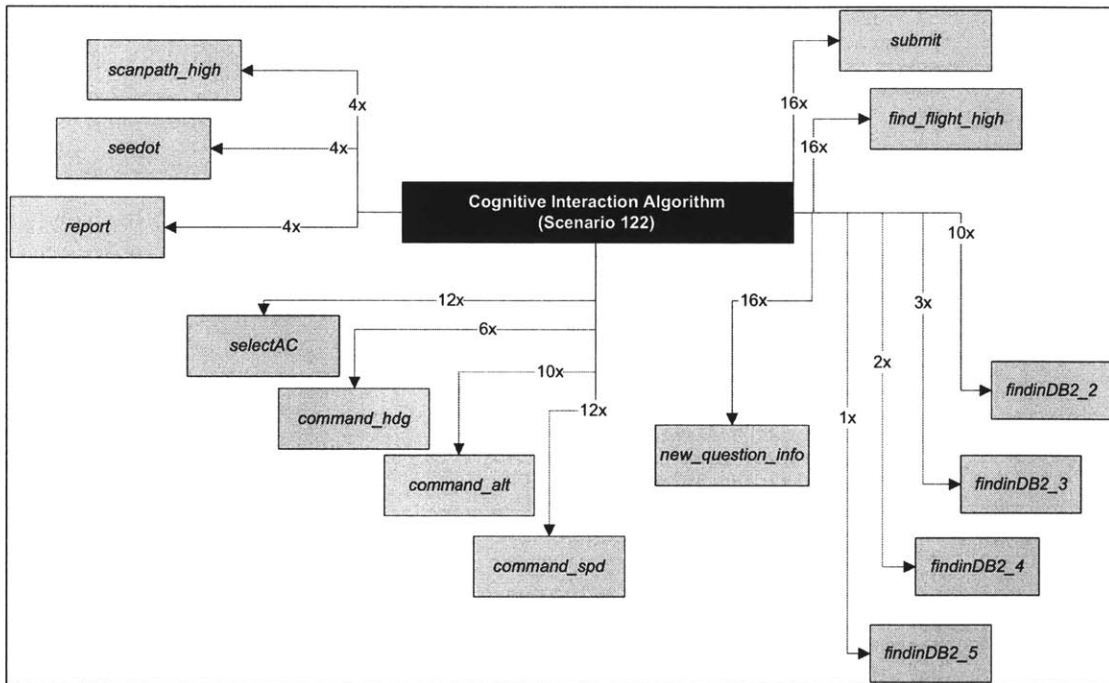 submit
scanpath_high
find_flight_high
4x
16x
16x
seedot
4x
Cognitive Interaction Algorithm
(Scenario 122)
report
4x
10x
12x
16x
3x
selectAC
6x
2x
10x
findinDB2_2
command_hdg
12x
1x
new_question_info
command_alt
findinDB2_3
command_spd
findinDB2_4
findinDB2_5